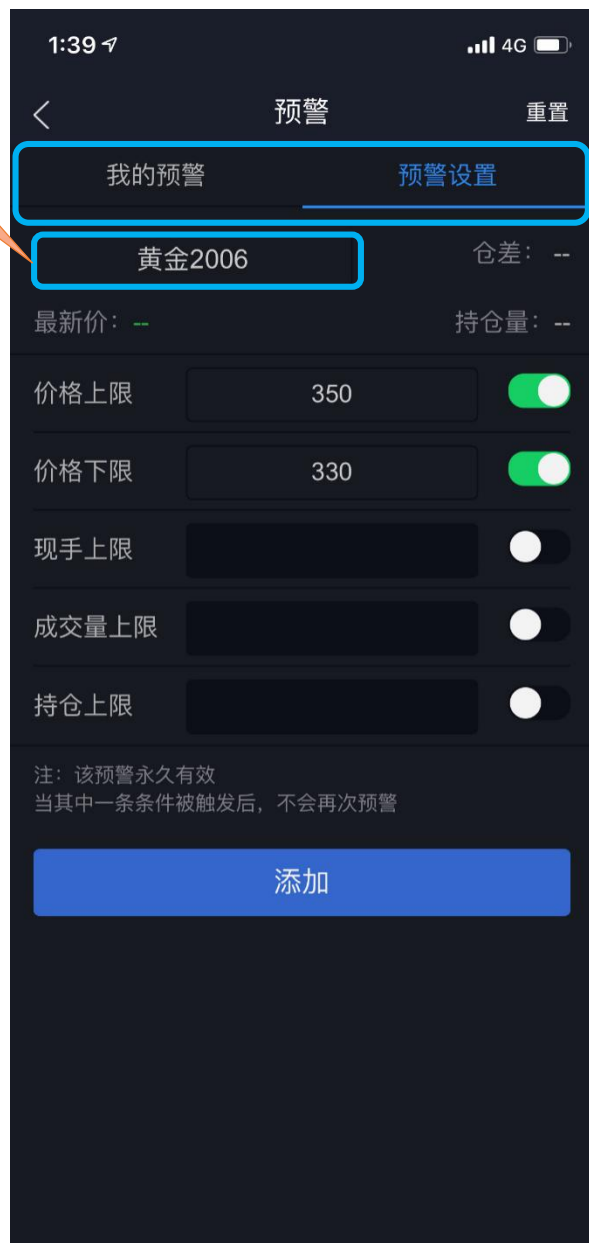 1:39 4G
预警 重置
我的预警 预警设置
黄金2006 仓差: --
最新价: -- 持仓量: --
价格上限 350
价格下限 330
现手上限
成交量上限
持仓上限
注: 该预警永久有效
当其中一条条件被触发后, 不会再次预警
添加